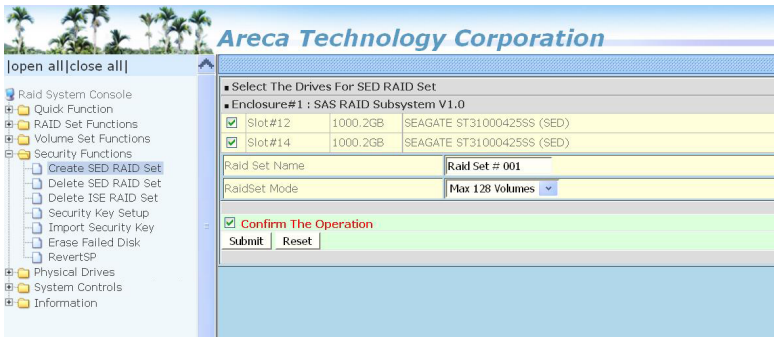 Areca Technology Corporation
|open all|close all|
Raid System Console
Quick Function
RAID Set Functions
Volume Set Functions
Security Functions
Create SED RAID Set
Delete SED RAID Set
Delete ISE RAID Set
Security Key Setup
Import Security Key
Erase Failed Disk
RevertSP
Physical Drives
System Controls
Information
Select The Drives For SED RAID Set
Enclosure#1 : SAS RAID Subsystem V1.0
Slot#12 1000.2GB SEAGATE ST31000425SS (SED)
Slot#14 1000.2GB SEAGATE ST31000425SS (SED)
Raid Set Name Raid Set # 001
RaidSet Mode Max 128 Volumes
Confirm The Operation
Submit Reset